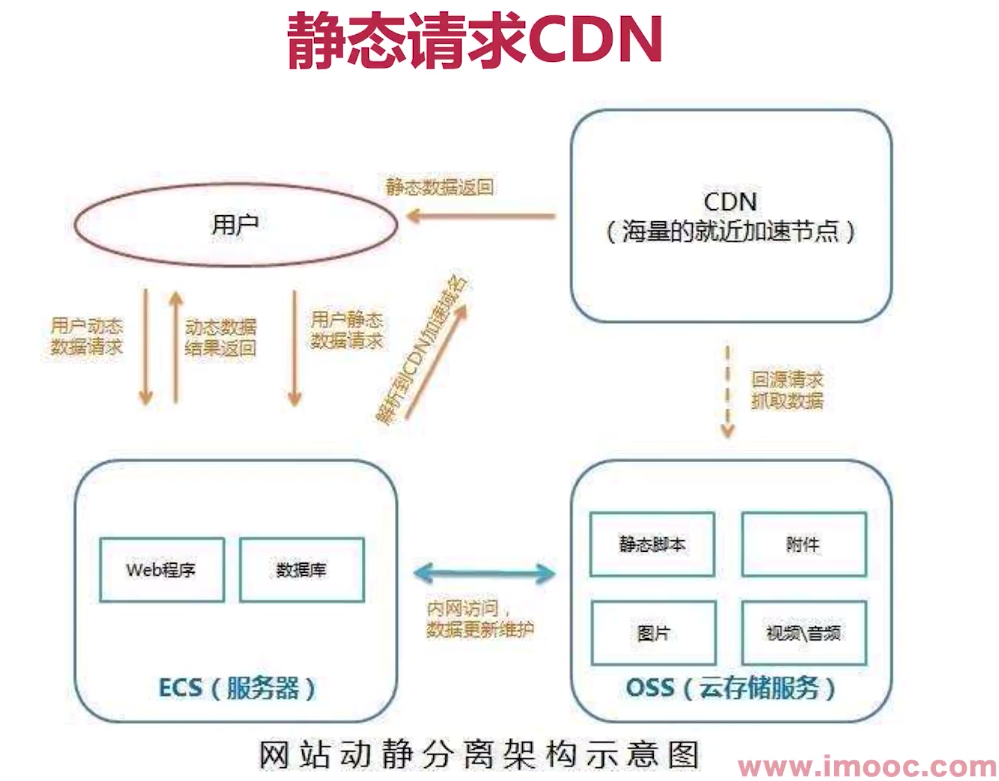 静态请求CDN
静态数据返回
CDN
（海量的就近加速节点）
用户
用户动态
数据请求
动态数据
结果返回
用户静态
数据请求
解析到CDN加速域名
回源请求
抓取数据
Web程序
数据库
ECS（服务器）
内网访问，
数据更新维护
静态脚本
附件
图片
视频\音频
OSS（云存储服务）
网站动静分离架构示意图
www.imooc.com